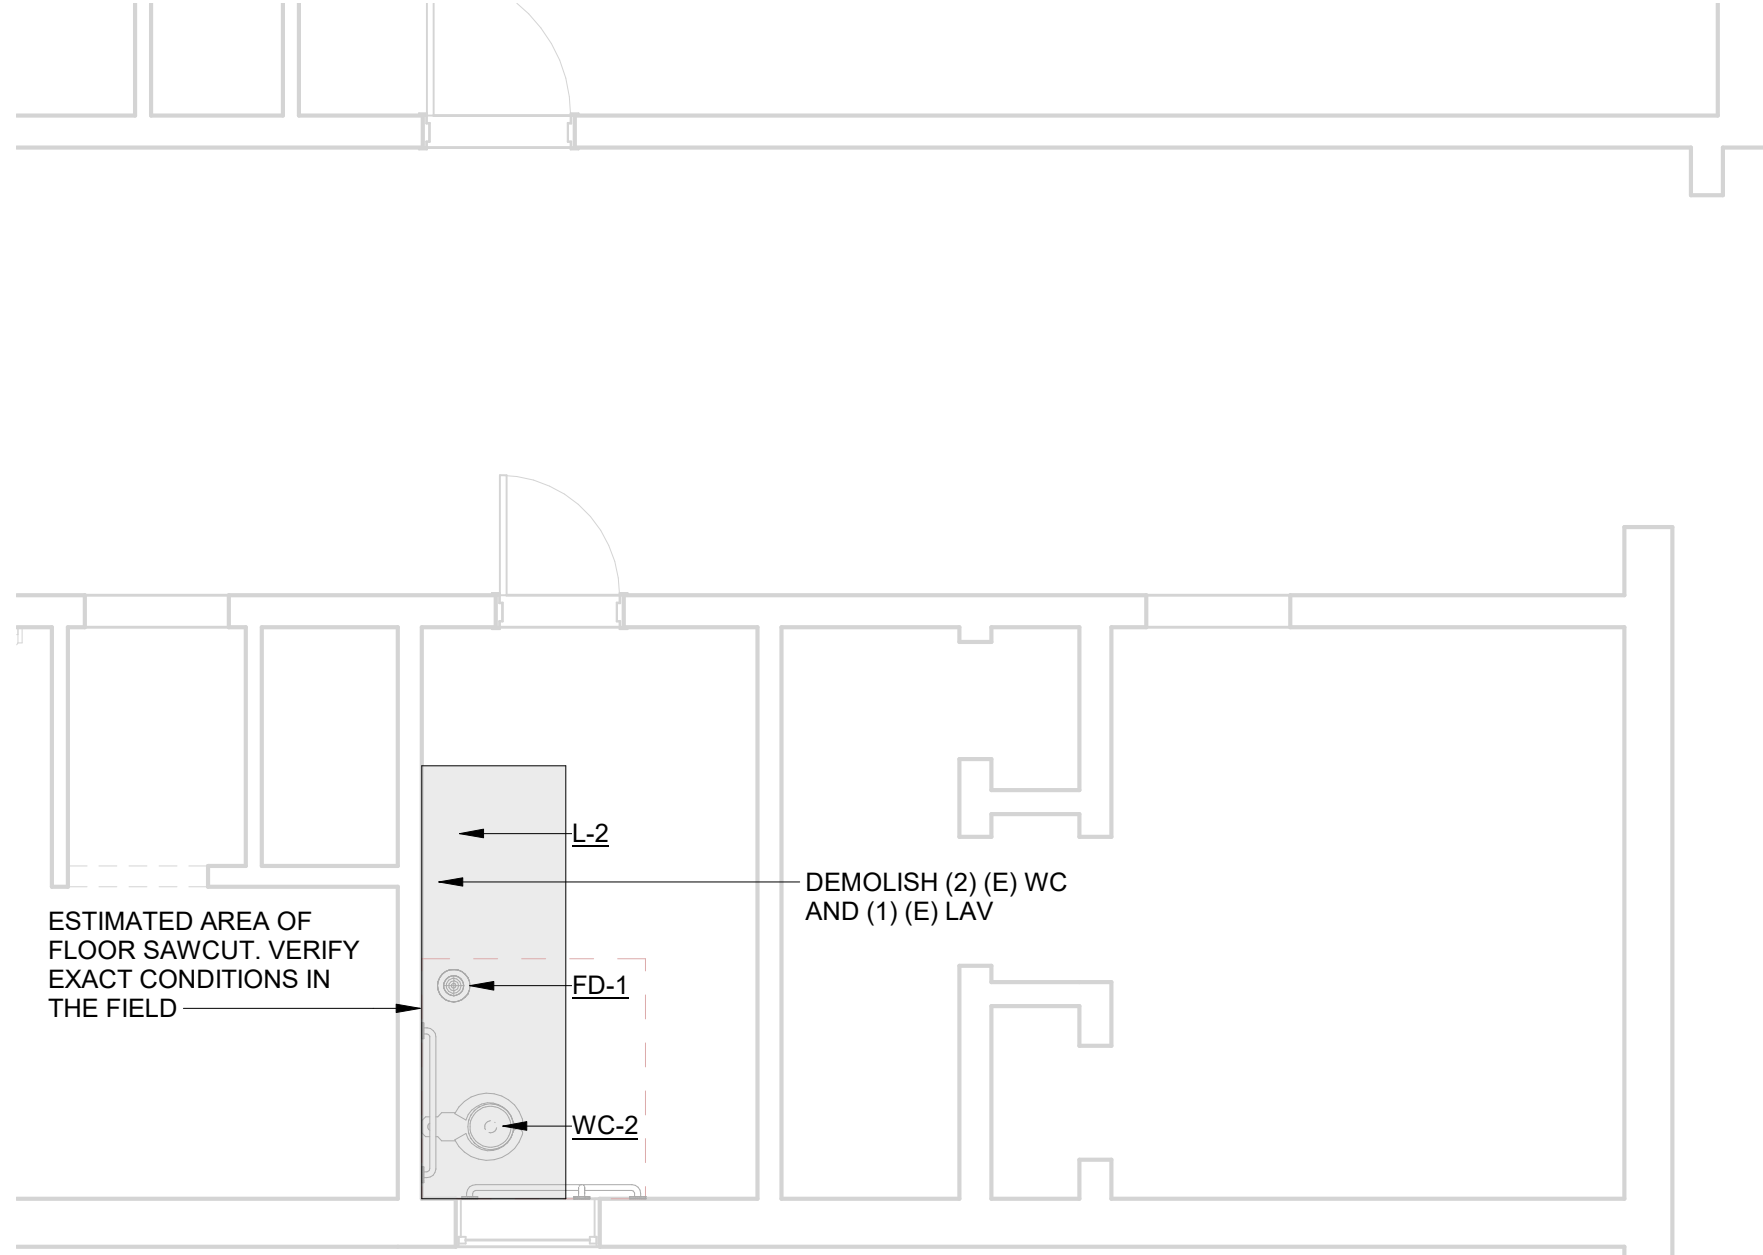 L-2
DEMOLISH (2) (E) WC
AND (1) (E) LAV
ESTIMATED AREA OF
FLOOR SAWCUT. VERIFY
EXACT CONDITIONS IN
THE FIELD
FD-1
WC-2